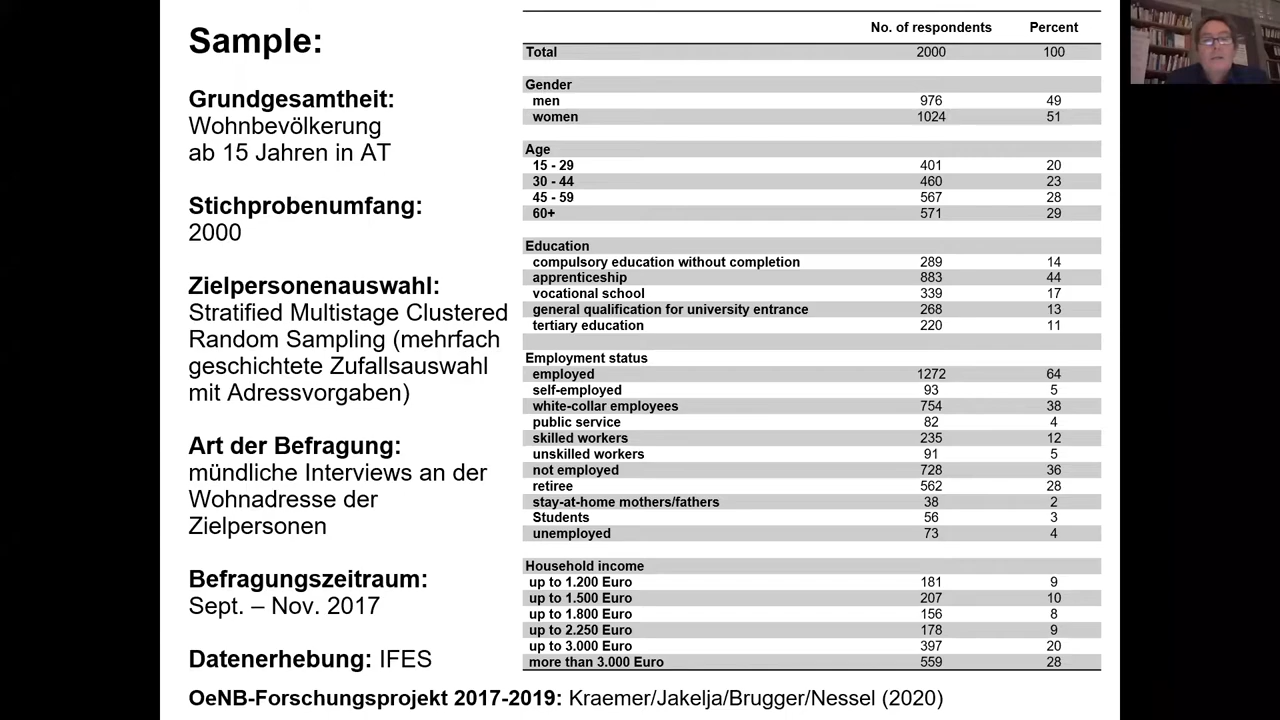 Sample:
Grundgesamtheit:
Wohnbevölkerung
ab 15 Jahren in AT
Stichprobenumfang:
2000
Zielpersonenauswahl:
Stratified Multistage Clustered
Random Sampling (mehrfach
geschichtete Zufallsauswahl
mit Adressvorgaben)
Art der Befragung:
mündliche Interviews an der
Wohnadresse der
Zielpersonen
Befragungszeitraum:
Sept. – Nov. 2017
Datenerhebung: IFES
No. of respondents Percent
Total 2000 100
Gender
men 976 49
women 1024 51
Age
15 - 29 401 20
30 - 44 460 23
45 - 59 567 28
60+ 571 29
Education
compulsory education without completion 289 14
apprenticeship 883 44
vocational school 339 17
general qualification for university entrance 268 13
tertiary education 220 11
Employment status
employed 1272 64
self-employed 93 5
white-collar employees 754 38
public service 82 4
skilled workers 235 12
unskilled workers 91 5
not employed 728 36
retiree 562 28
stay-at-home mothers/fathers 38 2
Students 56 3
unemployed 73 4
Household income
up to 1.200 Euro 181 9
up to 1.500 Euro 207 10
up to 1.800 Euro 156 8
up to 2.250 Euro 178 9
up to 3.000 Euro 397 20
more than 3.000 Euro 559 28
OeNB-Forschungsprojekt 2017-2019: Kraemer/Jakelja/Brugger/Nessel (2020)